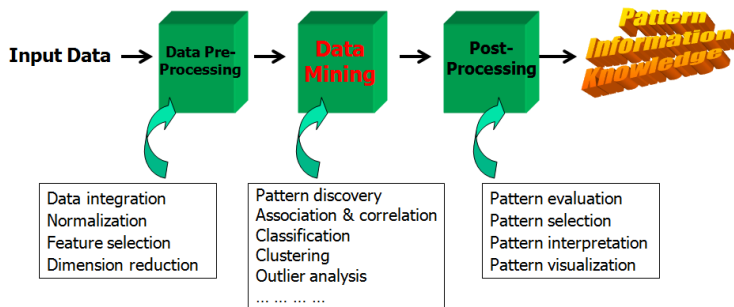 Input Data
Data Pre-
Processing
Data
Mining
Post-
Processing
Pattern
Information
Knowledge
Data integration
Normalization
Feature selection
Dimension reduction
Pattern discovery
Association & correlation
Classification
Clustering
Outlier analysis
… … … …
Pattern evaluation
Pattern selection
Pattern interpretation
Pattern visualization